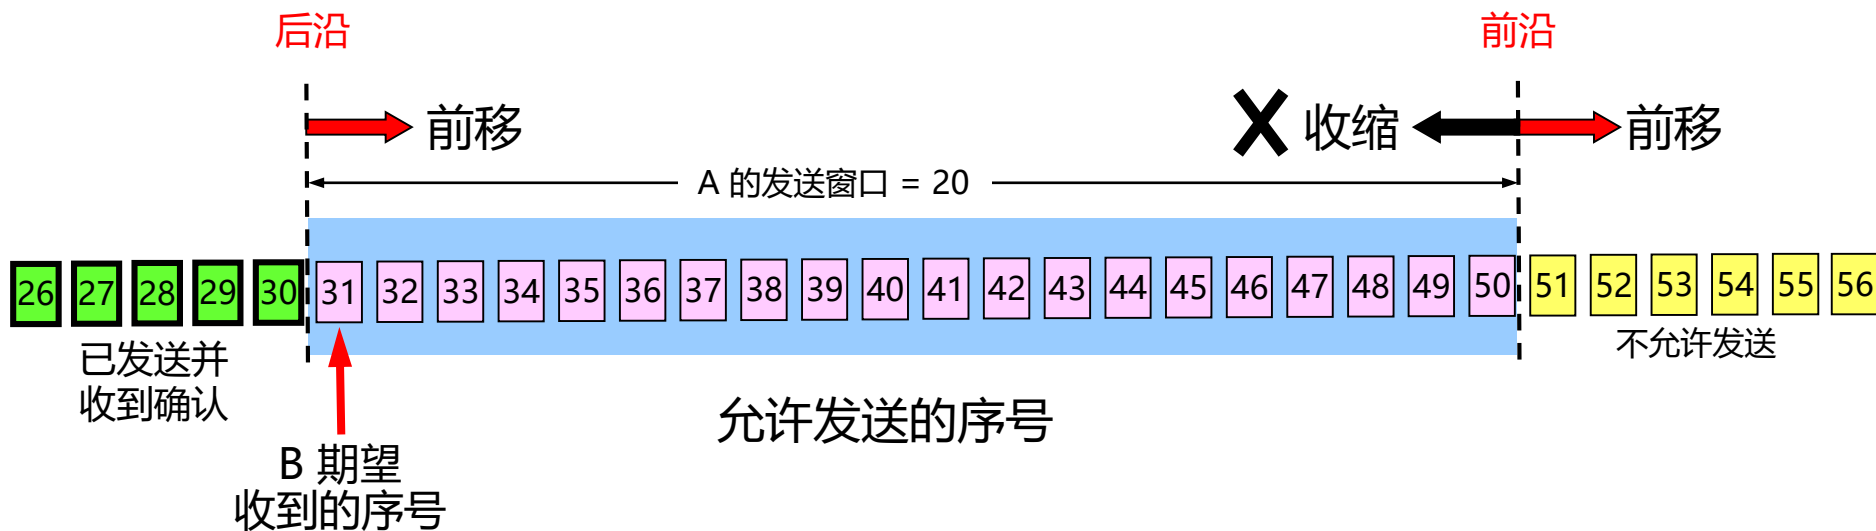 后沿 前沿
前移 收缩 前移
A 的发送窗口 = 20
26 27 28 29 30 31 32 33 34 35 36 37 38 39 40 41 42 43 44 45 46 47 48 49 50 51 52 53 54 55 56
已发送并
收到确认
不允许发送
允许发送的序号
B 期望
收到的序号